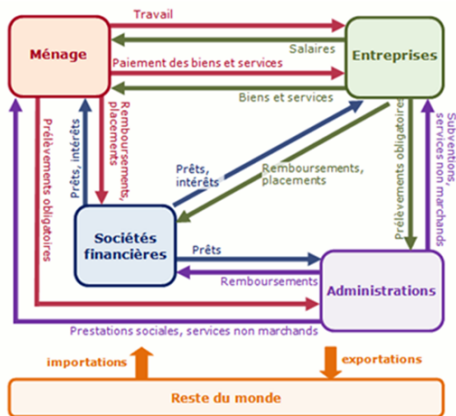 Travail
Ménage
Salaires
Entreprises
Paiement des biens et services
Biens et services
Prélèvements obligatoires
Prêts, intérêts
Remboursements,
placements
Prêts,
intérêts
Remboursements,
placements
Prélèvements obligatoires
Subventions,
services non marchands
Sociétés
financières
Prêts
Remboursements
Administrations
Prestations sociales, services non marchands
importations
exportations
Reste du monde